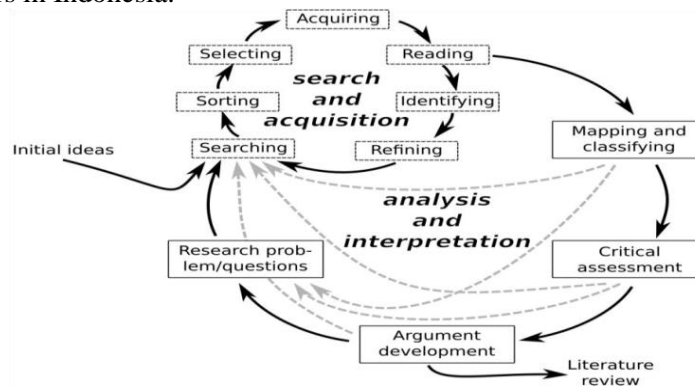 rs in Indonesia.
Acquiring
Selecting
Reading
search
and
acquisition
Sorting
Identifying
Searching
Refining
Initial ideas
Mapping and
classifying
analysis
and
interpretation
Research prob-
lem/questions
Critical
assessment
Argument
development
Literature
review